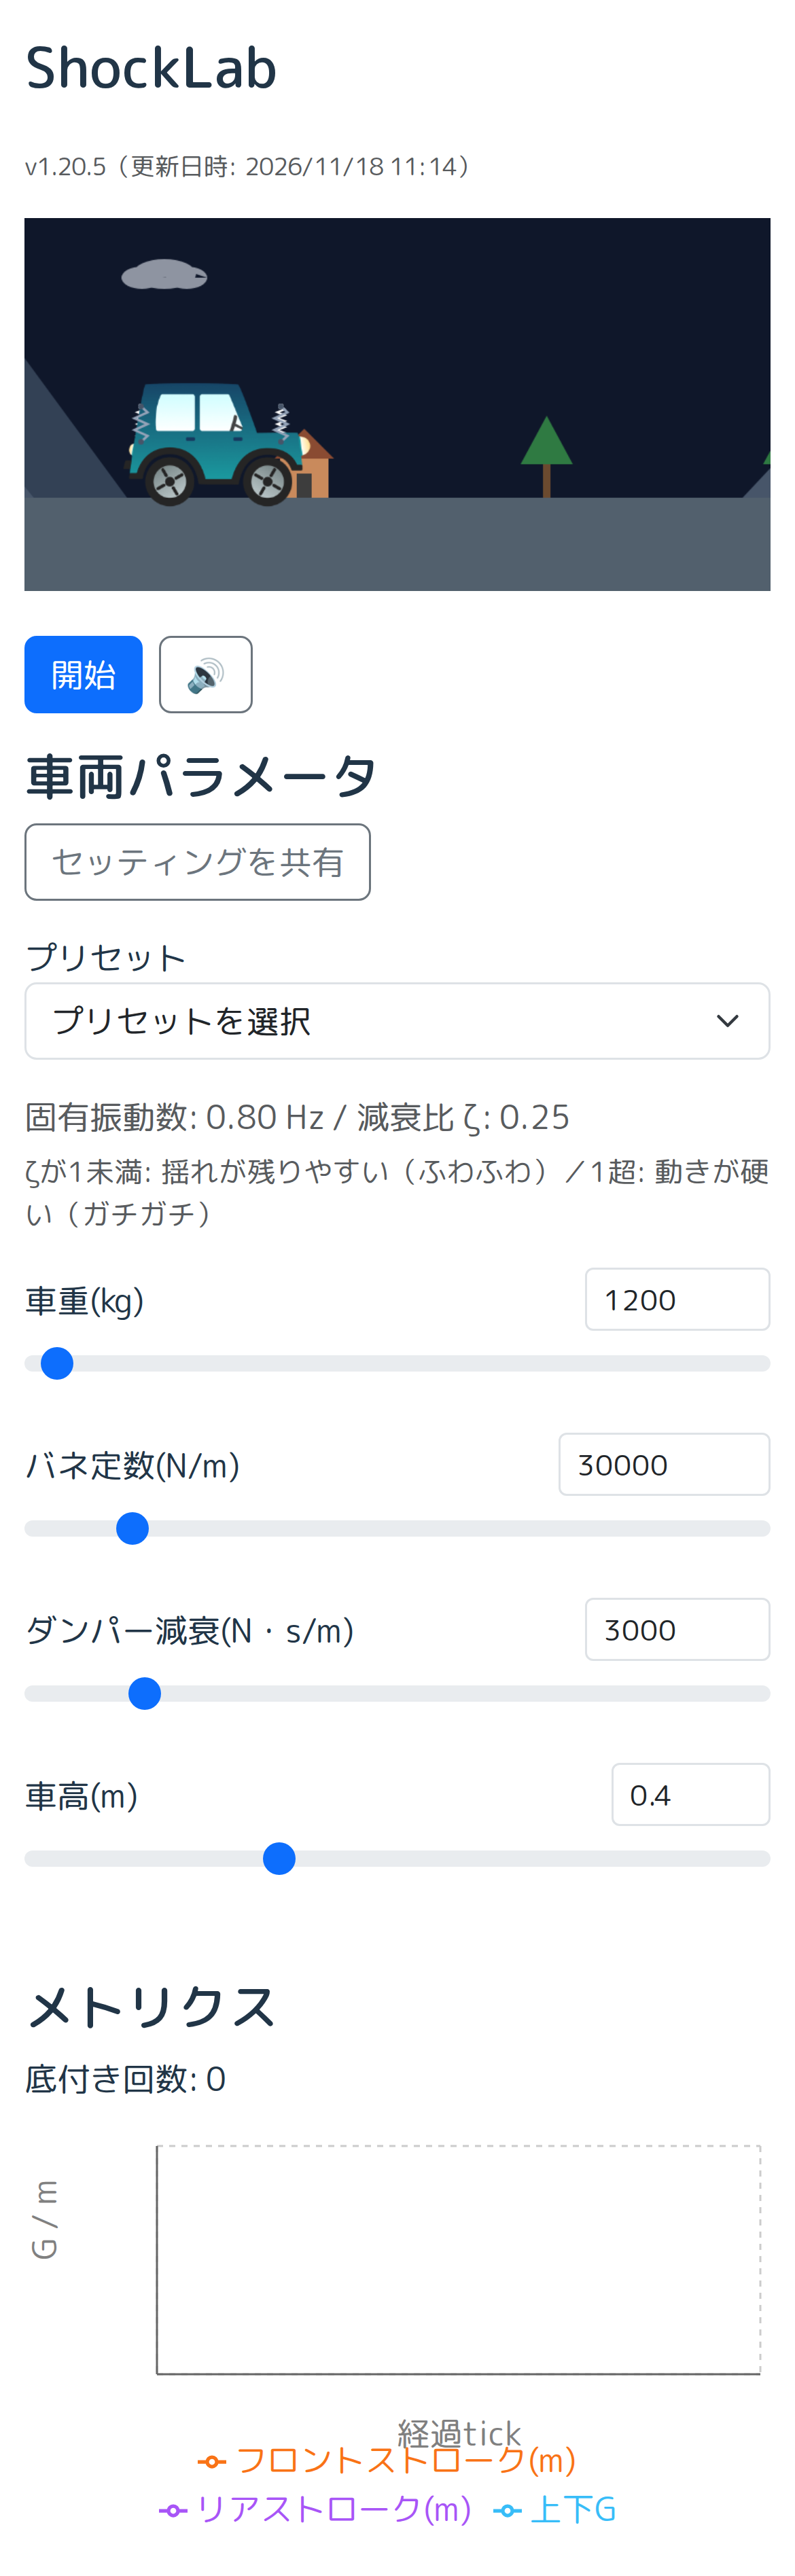 ShockLab
v1.20.5（更新日時: 2026/11/18 11:14）
開始
車両パラメータ
セッティングを共有
プリセット
プリセットを選択
固有振動数: 0.80 Hz / 減衰比 ζ: 0.25
ζが1未満: 揺れが残りやすい（ふわふわ）／1超: 動きが硬
い（ガチガチ）
車重(kg) 1200
バネ定数(N/m) 30000
ダンパー減衰(N・s/m) 3000
車高(m) 0.4
メトリクス
底付き回数: 0
G / m
経過tick
フロントストローク(m)
リアストローク(m) 上下G